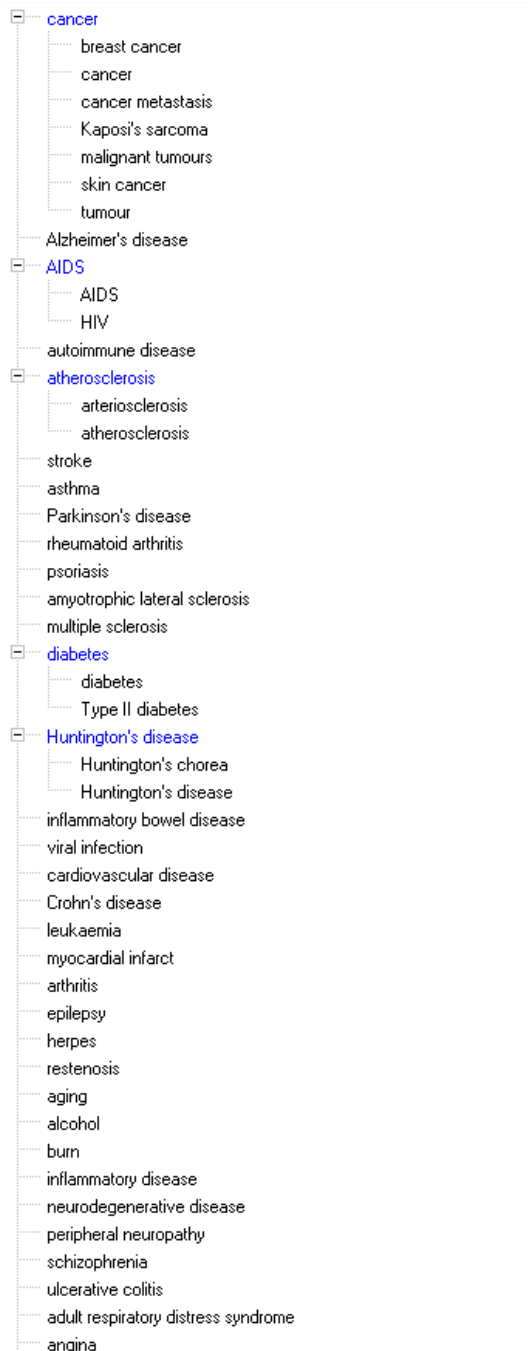 cancer
breast cancer
cancer
cancer metastasis
Kaposi's sarcoma
malignant tumours
skin cancer
tumour
Alzheimer's disease
AIDS
AIDS
HIV
autoimmune disease
atherosclerosis
arteriosclerosis
atherosclerosis
stroke
asthma
Parkinson's disease
rheumatoid arthritis
psoriasis
amyotrophic lateral sclerosis
multiple sclerosis
diabetes
diabetes
Type II diabetes
Huntington's disease
Huntington's chorea
Huntington's disease
inflammatory bowel disease
viral infection
cardiovascular disease
Crohn's disease
leukaemia
myocardial infarct
arthritis
epilepsy
herpes
restenosis
aging
alcohol
burn
inflammatory disease
neurodegenerative disease
peripheral neuropathy
schizophrenia
ulcerative colitis
adult respiratory distress syndrome
angina